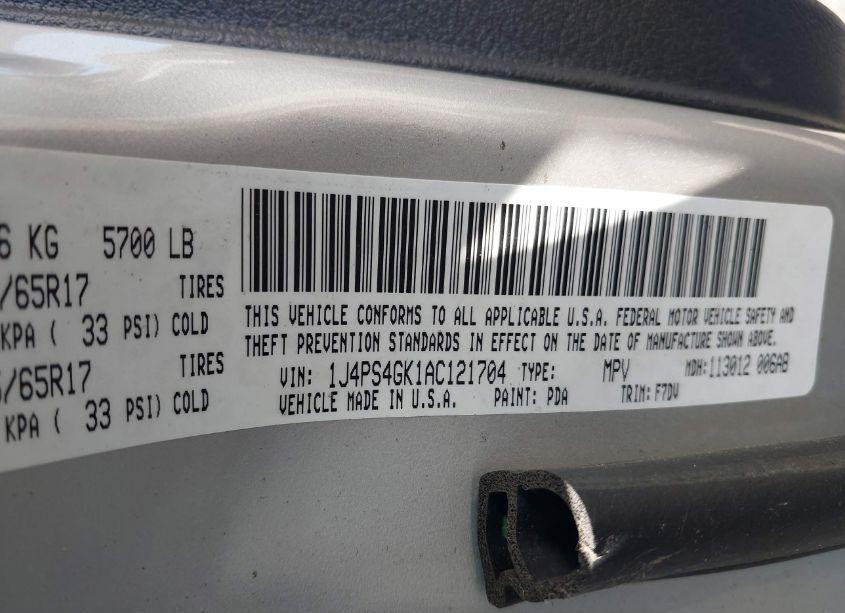 6 KG 5700 LB
/65R17 TIRES
KPA ( 33 PSI) COLD
/65R17 TIRES
KPA ( 33 PSI) COLD
THIS VEHICLE CONFORMS TO ALL APPLICABLE U.S.A. FEDERAL MOTOR VEHICLE SAFETY AND
THEFT PREVENTION STANDARDS IN EFFECT ON THE DATE OF MANUFACTURE SHOWN ABOVE.
VIN: 1J4PS4GK1AC121704 TYPE: MPV MDH: 113012 006AB
VEHICLE MADE IN U.S.A. PAINT: PDA TRIM: F7DV